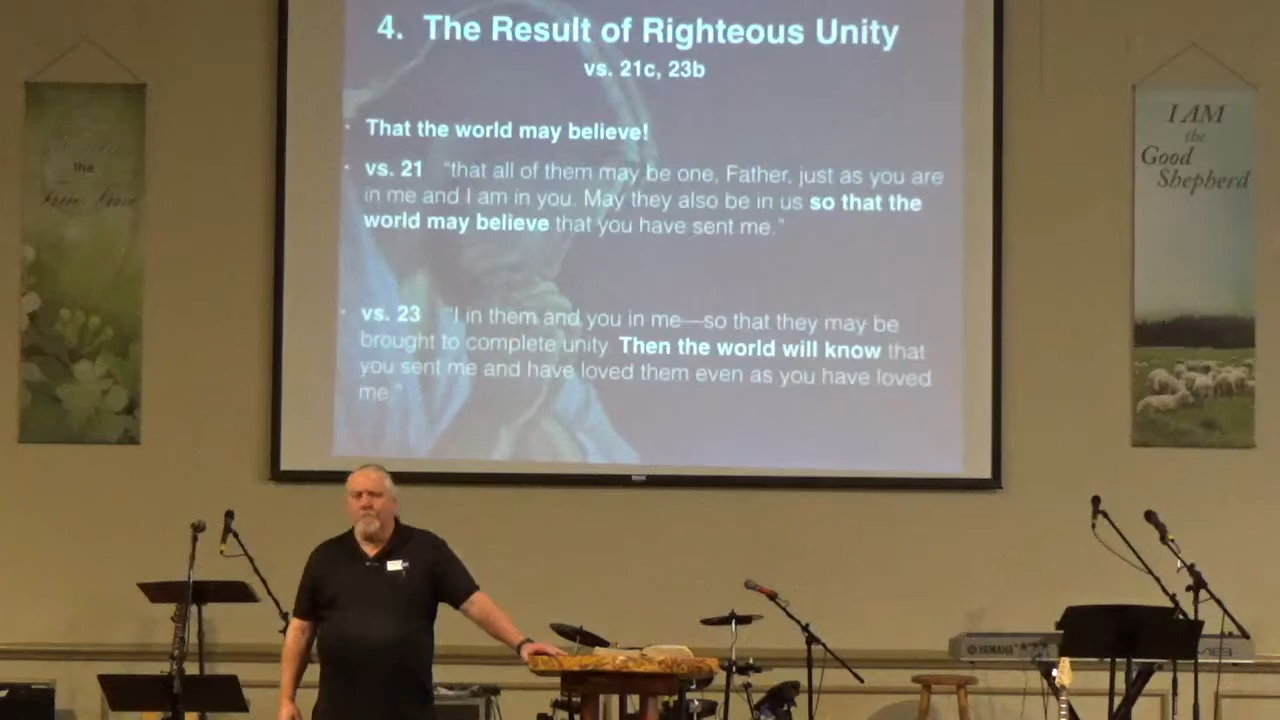 4. The Result of Righteous Unity
vs. 21c, 23b
· That the world may believe!
· vs. 21 "that all of them may be one, Father, just as you are
in me and I am in you. May they also be in us so that the
world may believe that you have sent me."
· vs. 23 "I in them and you in me—so that they may be
brought to complete unity. Then the world will know that
you sent me and have loved them even as you have loved
me."
The
I AM
the
Good
Shepherd
YAMAHA